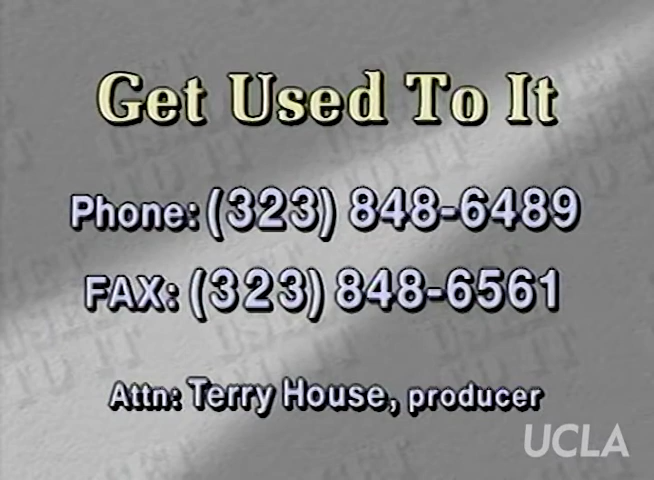 Get Used To It
Phone: (323) 848-6489
FAX: (323) 848-6561
Attn: Terry House, producer
UCLA